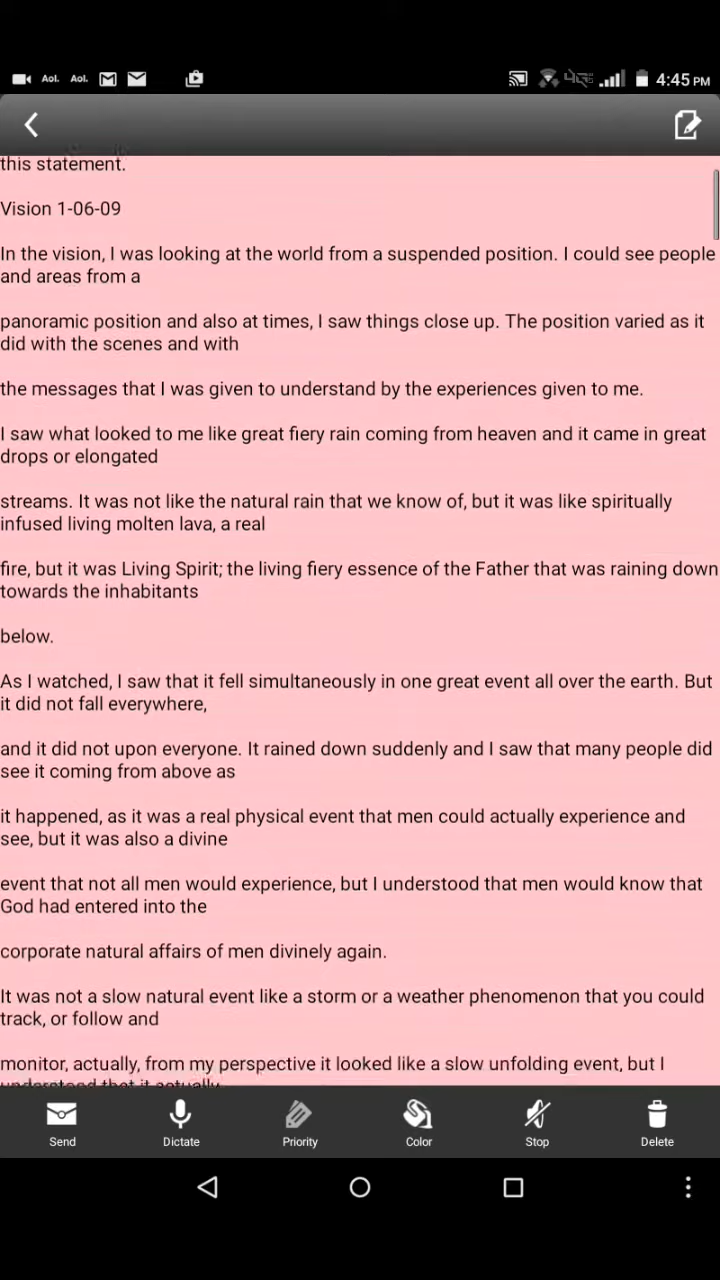 Aol. Aol. 4:45 PM
this statement.
Vision 1-06-09
In the vision, I was looking at the world from a suspended position. I could see people
and areas from a
panoramic position and also at times, I saw things close up. The position varied as it
did with the scenes and with
the messages that I was given to understand by the experiences given to me.
I saw what looked to me like great fiery rain coming from heaven and it came in great
drops or elongated
streams. It was not like the natural rain that we know of, but it was like spiritually
infused living molten lava, a real
fire, but it was Living Spirit; the living fiery essence of the Father that was raining down
towards the inhabitants
below.
As I watched, I saw that it fell simultaneously in one great event all over the earth. But
it did not fall everywhere,
and it did not upon everyone. It rained down suddenly and I saw that many people did
see it coming from above as
it happened, as it was a real physical event that men could actually experience and
see, but it was also a divine
event that not all men would experience, but I understood that men would know that
God had entered into the
corporate natural affairs of men divinely again.
It was not a slow natural event like a storm or a weather phenomenon that you could
track, or follow and
monitor, actually, from my perspective it looked like a slow unfolding event, but I
understood that it actually
Send Dictate Priority Color Stop Delete